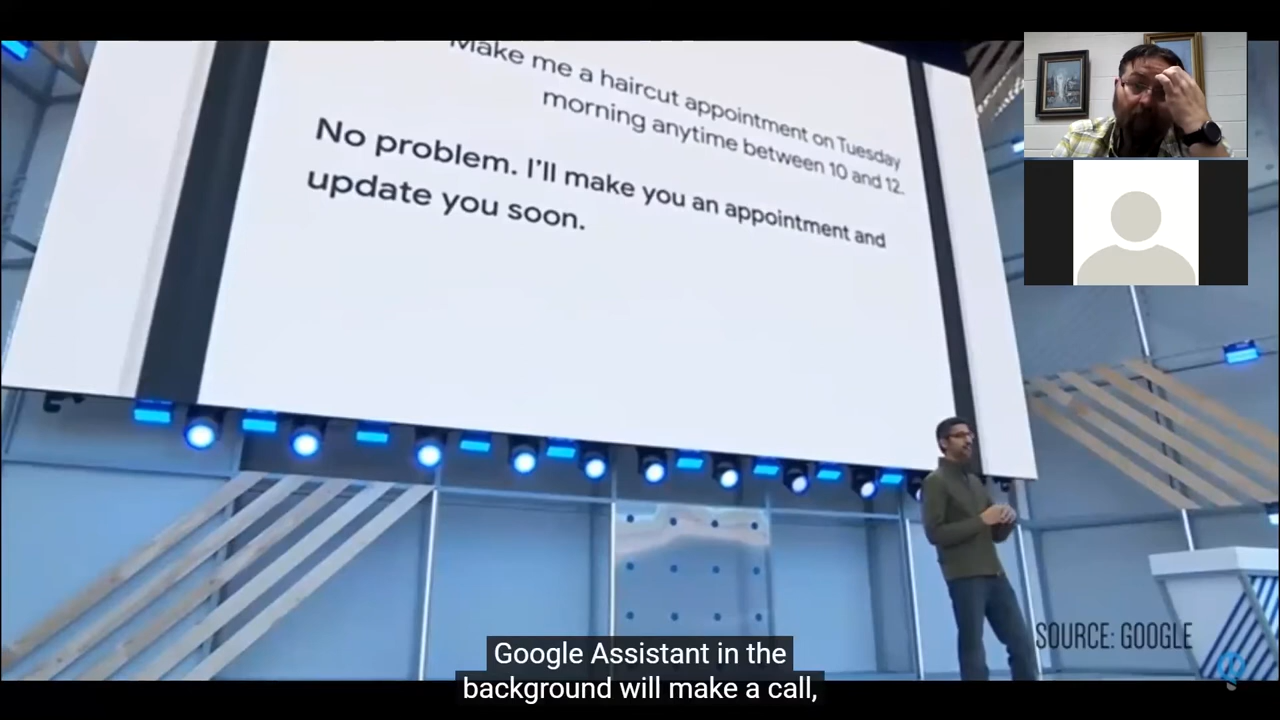 Make me a haircut appointment on Tuesday
morning anytime between 10 and 12.
No problem. I'll make you an appointment and
update you soon.
SOURCE: GOOGLE
Google Assistant in the
background will make a call,